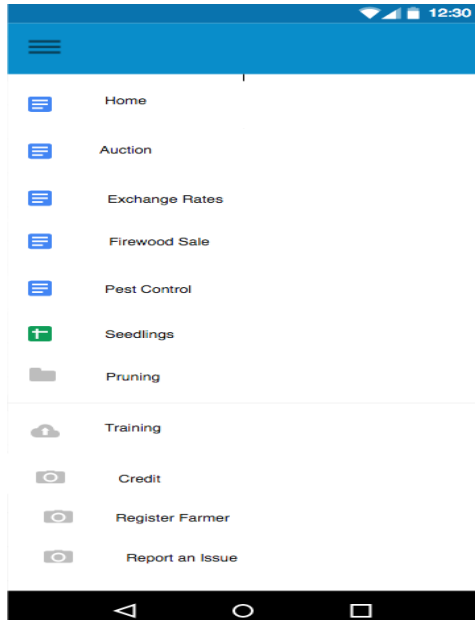 12:30
Home
Auction
Exchange Rates
Firewood Sale
Pest Control
Seedlings
Pruning
Training
Credit
Register Farmer
Report an Issue